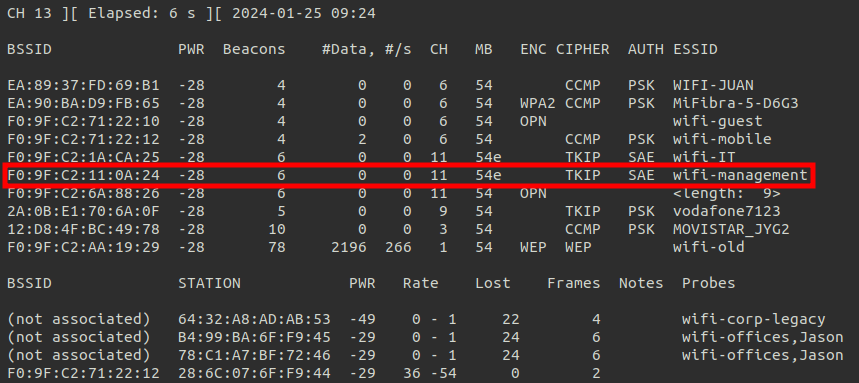 CH 13 ][ Elapsed: 6 s ][ 2024-01-25 09:24
BSSID PWR Beacons #Data, #/s CH MB ENC CIPHER AUTH ESSID
EA:89:37:FD:69:B1 -28 4 0 0 6 54 CCMP PSK WIFI-JUAN
EA:90:BA:D9:FB:65 -28 4 0 0 6 54 WPA2 CCMP PSK MiFibra-5-D6G3
F0:9F:C2:71:22:10 -28 4 0 0 6 54 OPN wifi-guest
F0:9F:C2:71:22:12 -28 4 2 0 6 54 CCMP PSK wifi-mobile
F0:9F:C2:1A:CA:25 -28 6 0 0 11 54e TKIP SAE wifi-IT
F0:9F:C2:11:0A:24 -28 6 0 0 11 54e TKIP SAE wifi-management
F0:9F:C2:6A:88:26 -28 6 0 0 11 54 OPN <length: 9>
2A:0B:E1:70:6A:0F -28 5 0 0 9 54 TKIP PSK vodafone7123
12:D8:4F:BC:49:78 -28 10 0 0 3 54 CCMP PSK MOVISTAR_JYG2
F0:9F:C2:AA:19:29 -28 78 2196 266 1 54 WEP WEP wifi-old
BSSID STATION PWR Rate Lost Frames Notes Probes
(not associated) 64:32:A8:AD:AB:53 -49 0 - 1 22 4 wifi-corp-legacy
(not associated) B4:99:BA:6F:F9:45 -29 0 - 1 24 6 wifi-offices,Jason
(not associated) 78:C1:A7:BF:72:46 -29 0 - 1 24 6 wifi-offices,Jason
F0:9F:C2:71:22:12 28:6C:07:6F:F9:44 -29 36 -54 0 2